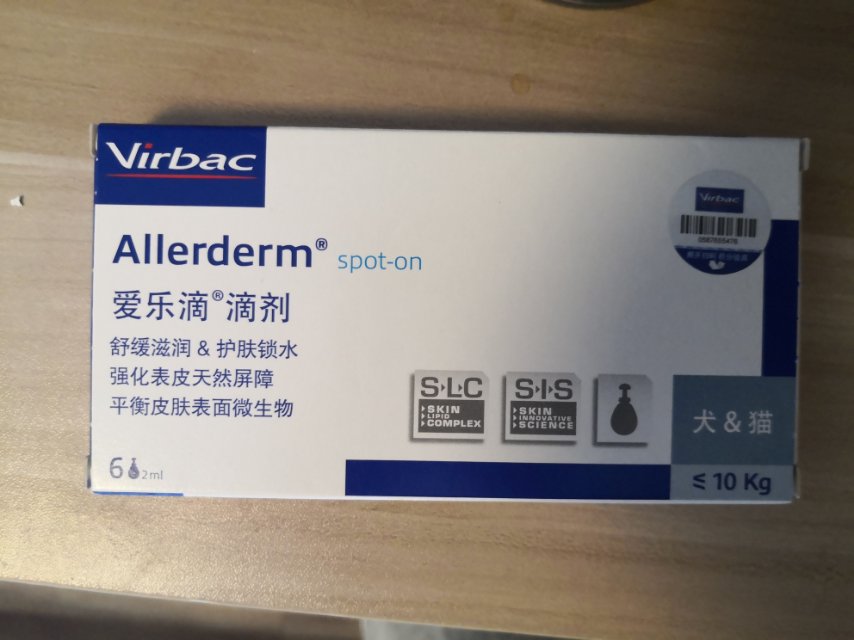 Virbac
Virbac
0587655476
Allerderm® spot-on
爱乐滴®滴剂
舒缓滋润 & 护肤锁水
强化表皮天然屏障
平衡皮肤表面微生物
S·L·C
SKIN
LIPID
COMPLEX
S·I·S
SKIN
INNOVATIVE
SCIENCE
犬 & 猫
6 2ml
≤ 10 Kg